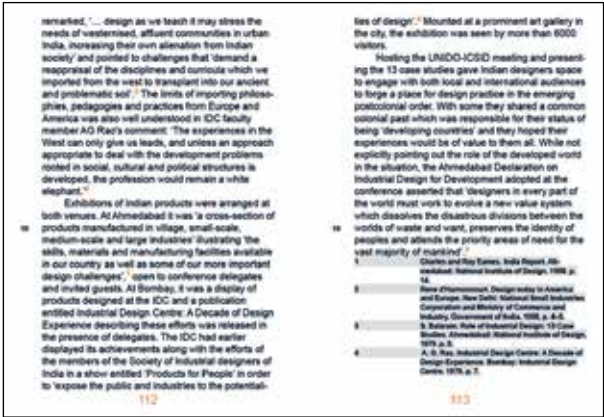 remarked, '... design as we teach it may stress the
needs of westernised, affluent communities in urban
India, increasing their own alienation from Indian
society' and pointed to challenges that 'demand a
reappraisal of the disciplines and curricula which we
imported from the west to transplant into our ancient
and problematic soil'. The limits of importing philoso-
phies, pedagogies and practices from Europe and
America was also well understood in IDC faculty
member AG Rao's comment: 'The experiences in the
West can only give us leads, and unless an approach
appropriate to deal with the development problems
rooted in social, cultural and political structures is
developed, the profession would remain a white
elephant.'
Exhibitions of Indian products were arranged at
both venues. At Ahmedabad it was 'a cross-section of
products manufactured in village, small-scale,
medium-scale and large industries' illustrating 'the
skills, materials and manufacturing facilities available
in our country as well as some of our more important
design challenges', open to conference delegates
and invited guests. At Bombay, it was a display of
products designed at the IDC and a publication
entitled Industrial Design Centre: A Decade of Design
Experience describing these efforts was released in
the presence of delegates. The IDC had earlier
displayed its achievements along with the efforts of
the members of the Society of Industrial designers of
India in a show entitled 'Products for People' in order
to 'expose the public and industries to the potentiali-
112
ties of design'. Mounted at a prominent art gallery in
the city, the exhibition was seen by more than 6000
visitors.
Hosting the UNIDO-ICSID meeting and present-
ing the 13 case studies gave Indian designers space
to engage with both local and international audiences
to forge a place for design practice in the emerging
postcolonial order. With some they shared a common
colonial past which was responsible for their status of
being 'developing countries' and they hoped their
experiences would be of value to them all. While not
explicitly pointing out the role of the developed world
in the situation, the Ahmedabad Declaration on
Industrial Design for Development adopted at the
conference asserted that 'designers in every part of
the world must work to evolve a new value system
which dissolves the disastrous divisions between the
worlds of waste and want, preserves the identity of
peoples and attends the priority areas of need for the
vast majority of mankind'.
1 Charles and Ray Eames. India Report. Ah-
medabad: National Institute of Design, 1958. p.
14.
2 Design today in America
and Europe. New Delhi: National Small Industries
Corporation and Ministry of Commerce and
Industry, Government of India, p.
3 S. Balaram. Role of Industrial Design: 13 Case
Studies. Ahmedabad: National Institute of Design,
1979. p.
4 A. G. Rao. Industrial Design Centre: A Decade of
Design Experience. Bombay: Industrial Design
Centre, 1979. p. 7.
113